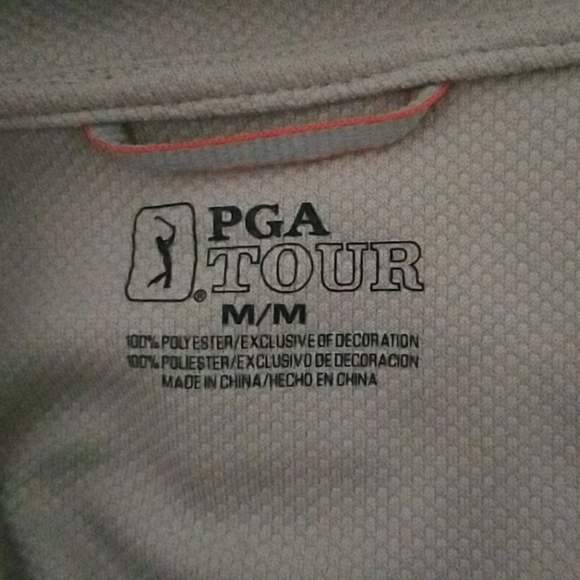 PGA
TOUR
®
M/M
100% POLYESTER/EXCLUSIVE OF DECORATION
100% POLIESTER/EXCLUSIVO DE DECORACION
MADE IN CHINA/HECHO EN CHINA